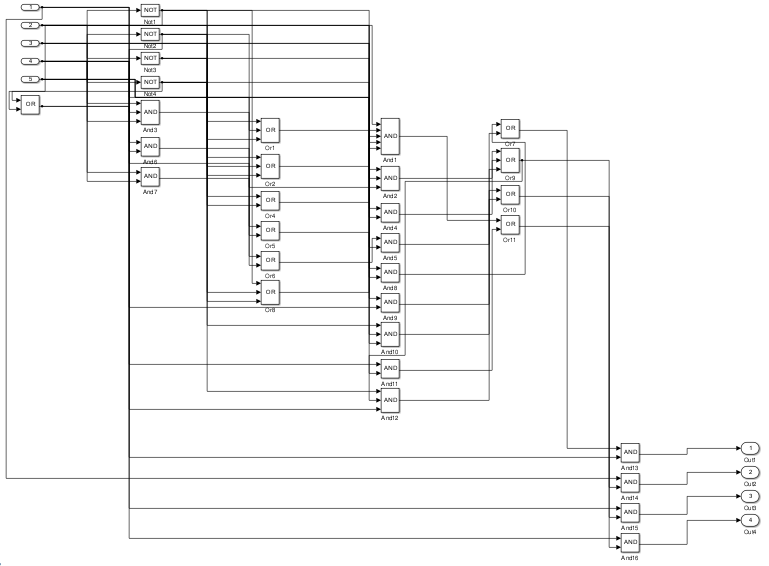 1
2
3
4
5
OR
NOT
Not1
NOT
Not2
NOT
Not3
NOT
Not4
AND
And3
AND
And6
AND
And7
OR
Or1
OR
Or2
OR
Or4
OR
Or5
OR
Or6
OR
Or8
AND
And1
AND
And2
AND
And4
AND
And5
AND
And8
AND
And9
AND
And10
AND
And11
AND
And12
OR
Or7
OR
Or9
OR
Or10
OR
Or11
AND
And13
AND
And14
AND
And15
AND
And16
1
Out1
2
Out2
3
Out3
4
Out4